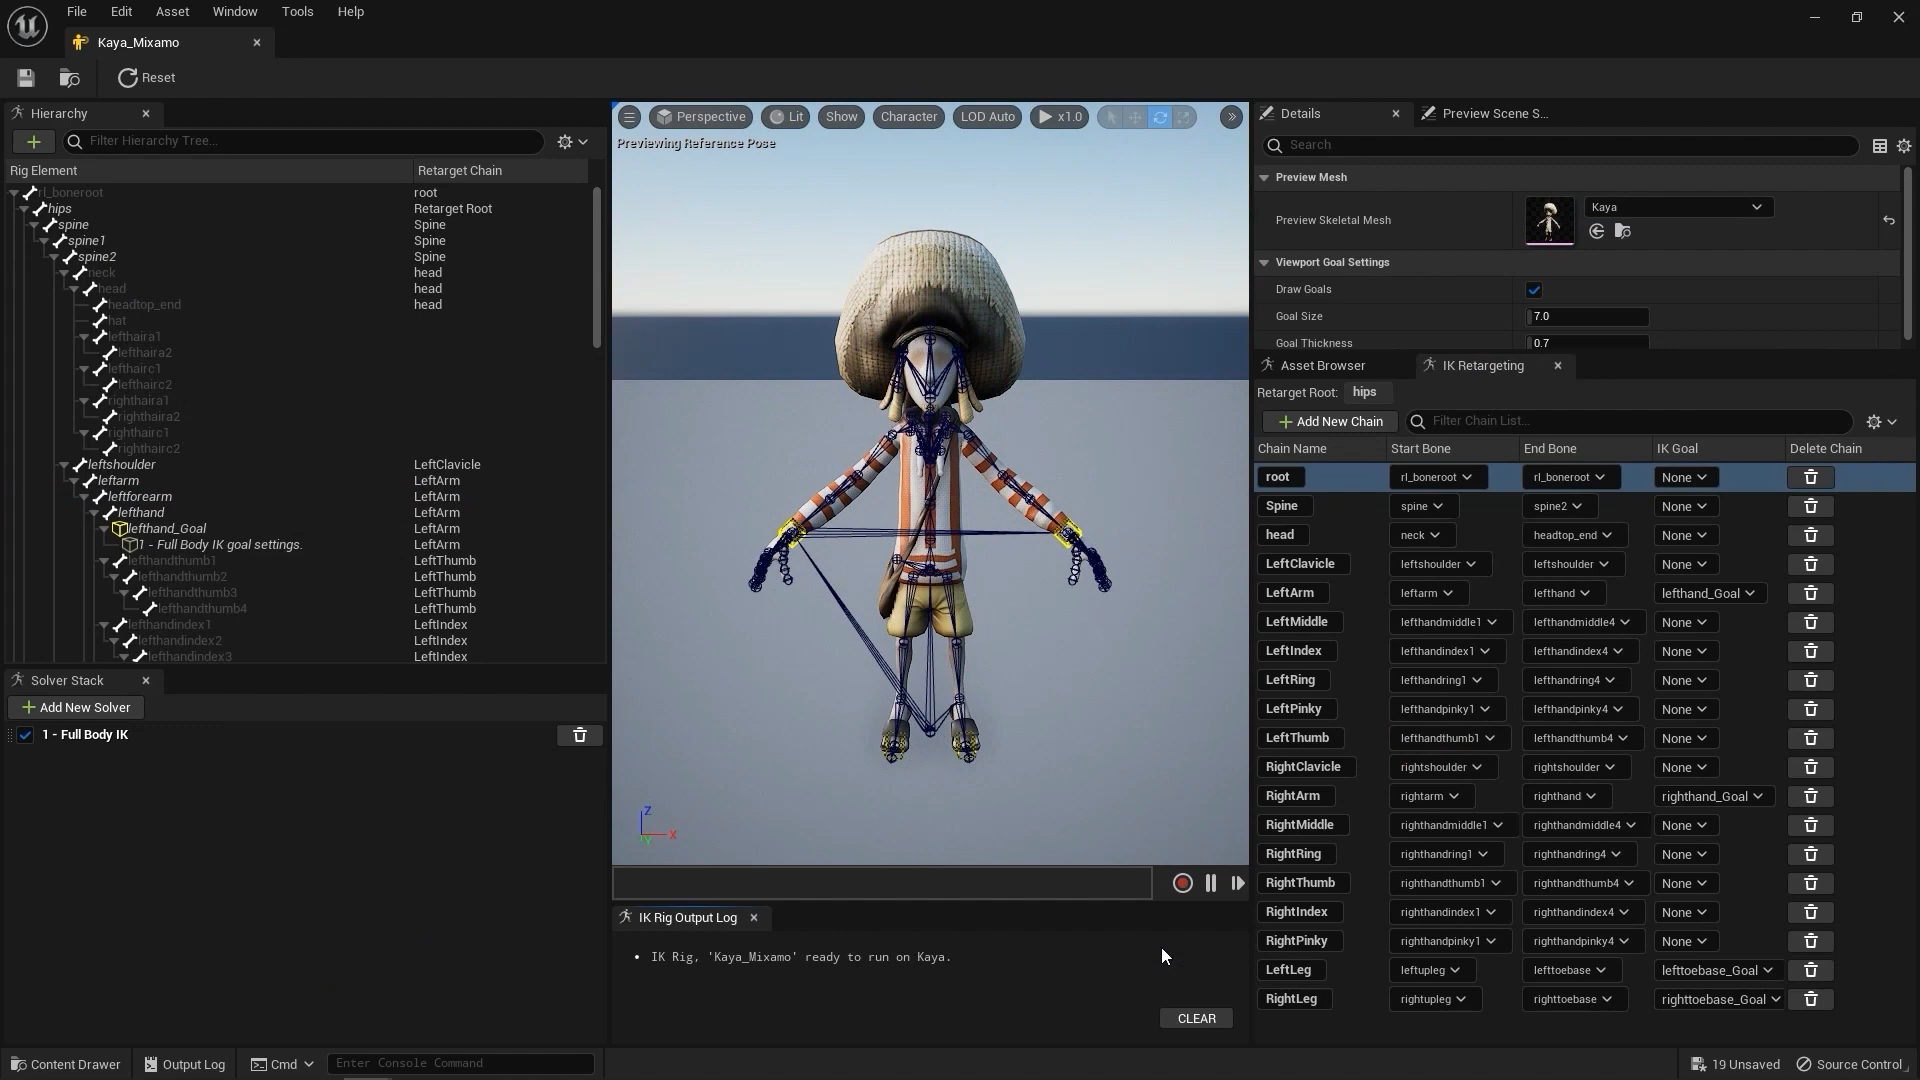 File Edit Asset Window Tools Help
Kaya_Mixamo
Reset
Hierarchy
Filter Hierarchy Tree...
Rig Element Retarget Chain
rl_boneroot root
hips Retarget Root
spine Spine
spine1 Spine
spine2 Spine
neck head
head head
headtop_end head
hat
lefthaira1
lefthaira2
lefthairc1
lefthairc2
righthaira1
righthaira2
righthairc1
righthairc2
leftshoulder LeftClavicle
leftarm LeftArm
leftforearm LeftArm
lefthand LeftArm
lefthand_Goal LeftArm
1 - Full Body IK goal settings. LeftArm
lefthandthumb1 LeftThumb
lefthandthumb2 LeftThumb
lefthandthumb3 LeftThumb
lefthandthumb4 LeftThumb
lefthandindex1 LeftIndex
lefthandindex2 LeftIndex
lefthandindex3 LeftIndex
Solver Stack
Add New Solver
1 - Full Body IK
Perspective Lit Show Character LOD Auto x1.0
Previewing Reference Pose
Z
X
Y
IK Rig Output Log
• IK Rig, 'Kaya_Mixamo' ready to run on Kaya.
CLEAR
Details Preview Scene S...
Search
Preview Mesh
Preview Skeletal Mesh Kaya
Viewport Goal Settings
Draw Goals
Goal Size 7.0
Goal Thickness 0.7
Asset Browser IK Retargeting
Retarget Root: hips
Add New Chain Filter Chain List...
Chain Name Start Bone End Bone IK Goal Delete Chain
root rl_boneroot rl_boneroot None
Spine spine spine2 None
head neck headtop_end None
LeftClavicle leftshoulder leftshoulder None
LeftArm leftarm lefthand lefthand_Goal
LeftMiddle lefthandmiddle1 lefthandmiddle4 None
LeftIndex lefthandindex1 lefthandindex4 None
LeftRing lefthandring1 lefthandring4 None
LeftPinky lefthandpinky1 lefthandpinky4 None
LeftThumb lefthandthumb1 lefthandthumb4 None
RightClavicle rightshoulder rightshoulder None
RightArm rightarm righthand righthand_Goal
RightMiddle righthandmiddle1 righthandmiddle4 None
RightRing righthandring1 righthandring4 None
RightThumb righthandthumb1 righthandthumb4 None
RightIndex righthandindex1 righthandindex4 None
RightPinky righthandpinky1 righthandpinky4 None
LeftLeg leftupleg lefttoebase lefttoebase_Goal
RightLeg rightupleg righttoebase righttoebase_Goal
Content Drawer Output Log Cmd Enter Console Command 19 Unsaved Source Control